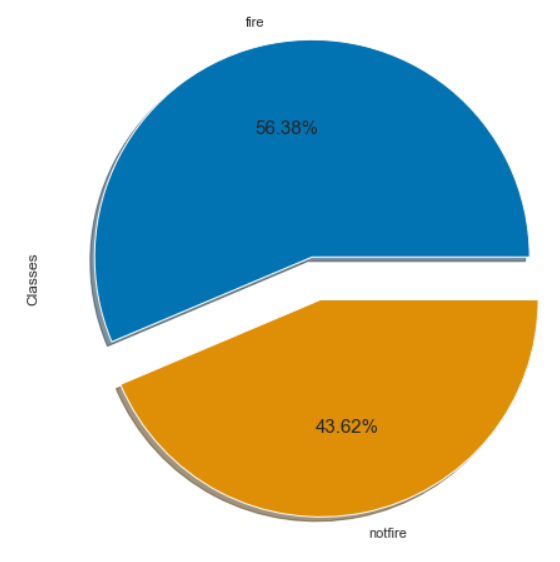 fire
56.38%
Classes
43.62%
notfire